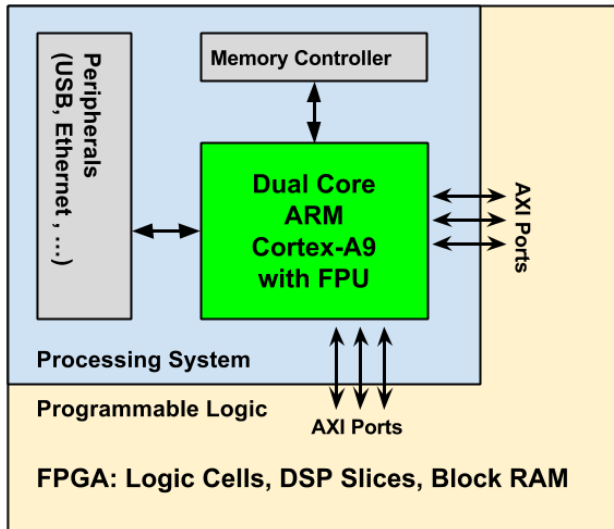 Peripherals
(USB, Ethernet , ...)
Memory Controller
Dual Core
ARM
Cortex-A9
with FPU
AXI Ports
Processing System
Programmable Logic
AXI Ports
FPGA: Logic Cells, DSP Slices, Block RAM